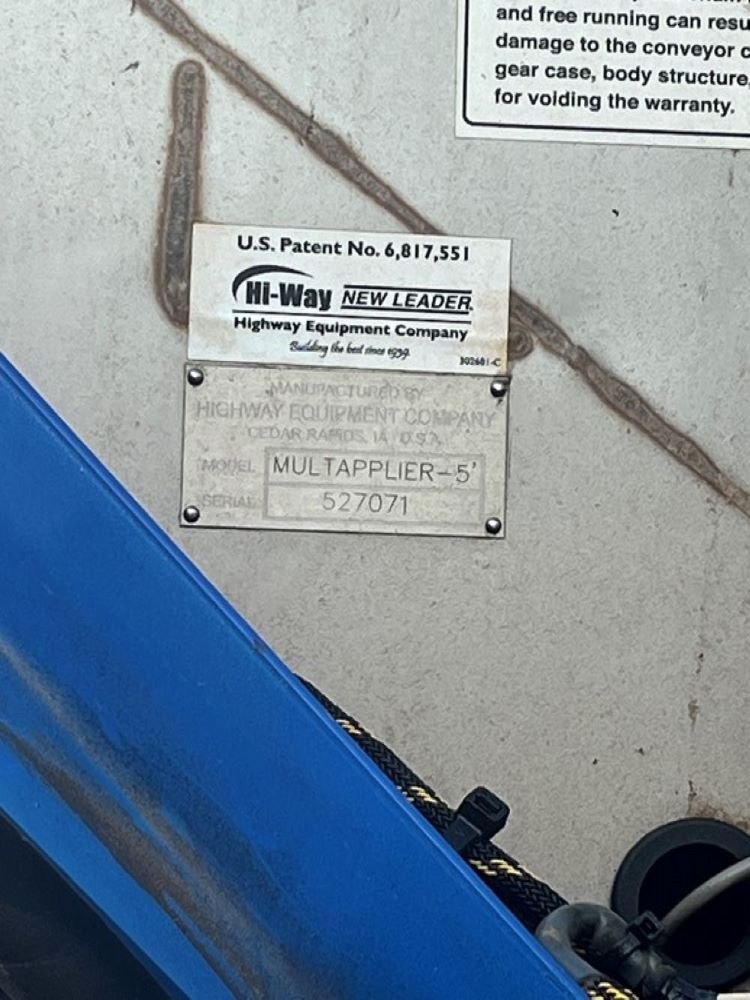 and free running can resu
damage to the conveyor c
gear case, body structure,
for voiding the warranty.
U.S. Patent No. 6,817,551
Hi-Way NEW LEADER
Highway Equipment Company
Building the best since 1939.
302601-C
MANUFACTURED BY
HIGHWAY EQUIPMENT COMPANY
CEDAR RAPIDS, IA, U.S.A.
MODEL MULTAPPLIER-5'
SERIAL 527071